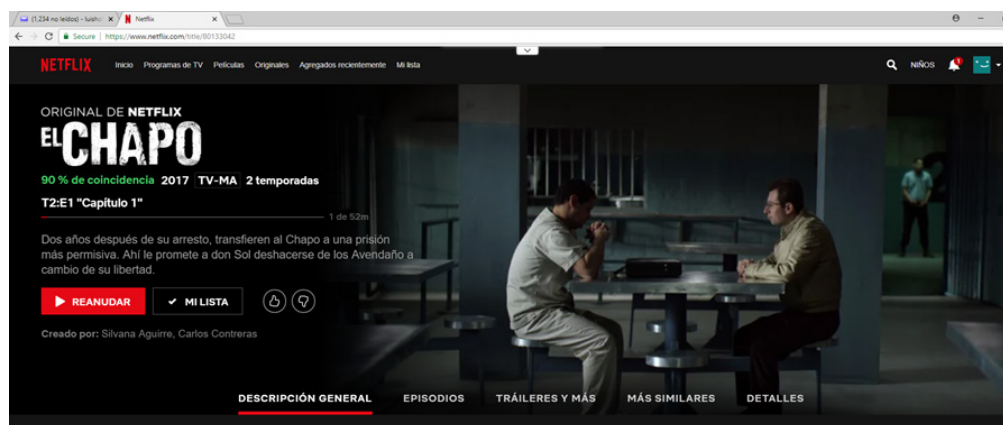 (1,234 no leídos) - luisho
Netflix
Secure | https://www.netflix.com/title/80133042
NETFLIX Inicio Programas de TV Películas Originales Agregados recientemente Mi lista NIÑOS 1
ORIGINAL DE NETFLIX
EL CHAPO
90 % de coincidencia 2017 TV-MA 2 temporadas
T2:E1 "Capítulo 1"
1 de 52m
Dos años después de su arresto, transfieren al Chapo a una prisión
más permisiva. Ahí le promete a don Sol deshacerse de los Avendaño a
cambio de su libertad.
REANUDAR MI LISTA
Creado por: Silvana Aguirre, Carlos Contreras
DESCRIPCIÓN GENERAL EPISODIOS TRÁILERES Y MÁS MÁS SIMILARES DETALLES